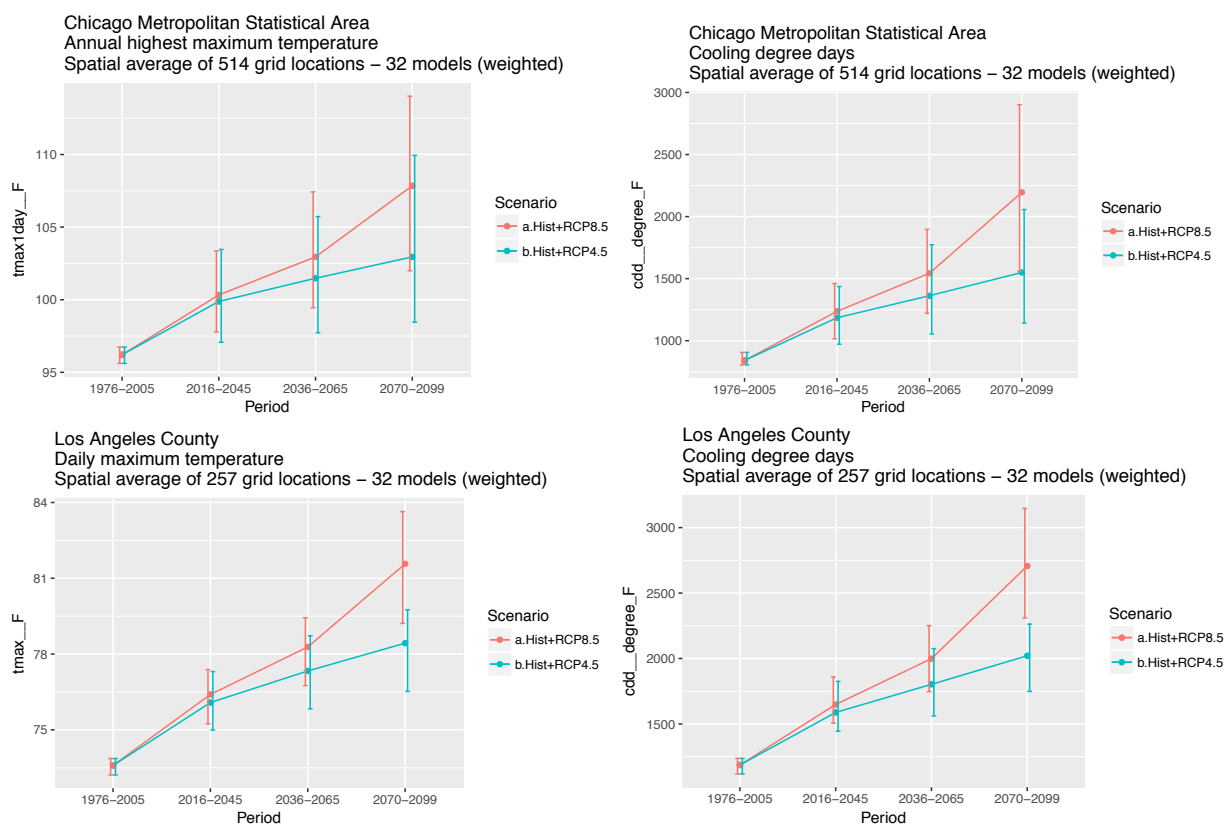 Chicago Metropolitan Statistical Area
Annual highest maximum temperature
Spatial average of 514 grid locations – 32 models (weighted)
tmax1day__F
110
105
100
95
1976–2005
2016–2045
2036–2065
2070–2099
Period
Scenario
a.Hist+RCP8.5
b.Hist+RCP4.5
Chicago Metropolitan Statistical Area
Cooling degree days
Spatial average of 514 grid locations – 32 models (weighted)
cdd__degree_F
3000
2500
2000
1500
1000
1976–2005
2016–2045
2036–2065
2070–2099
Period
Scenario
a.Hist+RCP8.5
b.Hist+RCP4.5
Los Angeles County
Daily maximum temperature
Spatial average of 257 grid locations – 32 models (weighted)
tmax__F
84
81
78
75
1976–2005
2016–2045
2036–2065
2070–2099
Period
Scenario
a.Hist+RCP8.5
b.Hist+RCP4.5
Los Angeles County
Cooling degree days
Spatial average of 257 grid locations – 32 models (weighted)
cdd__degree_F
3000
2500
2000
1500
1976–2005
2016–2045
2036–2065
2070–2099
Period
Scenario
a.Hist+RCP8.5
b.Hist+RCP4.5